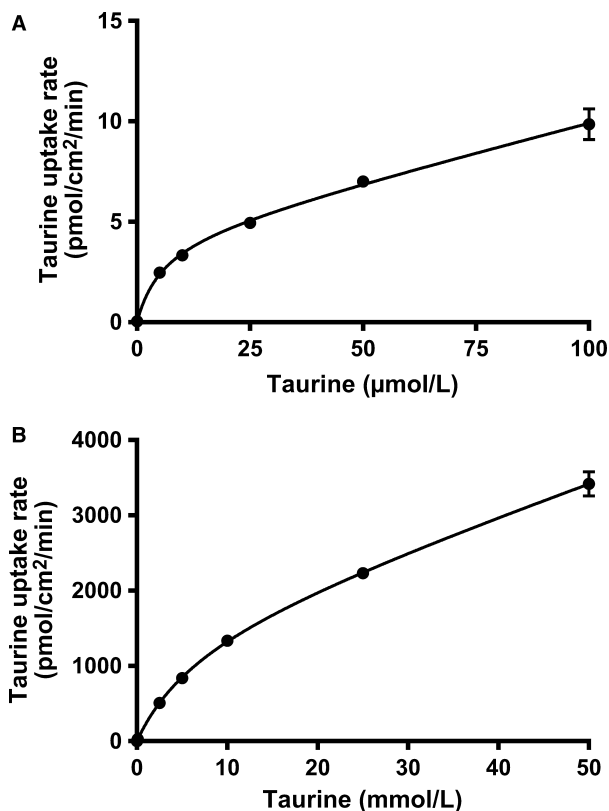 A
15
10
5
0
Taurine uptake rate
(pmol/cm²/min)
0 25 50 75 100
Taurine (µmol/L)
B
4000
3000
2000
1000
0
Taurine uptake rate
(pmol/cm²/min)
0 10 20 30 40 50
Taurine (mmol/L)